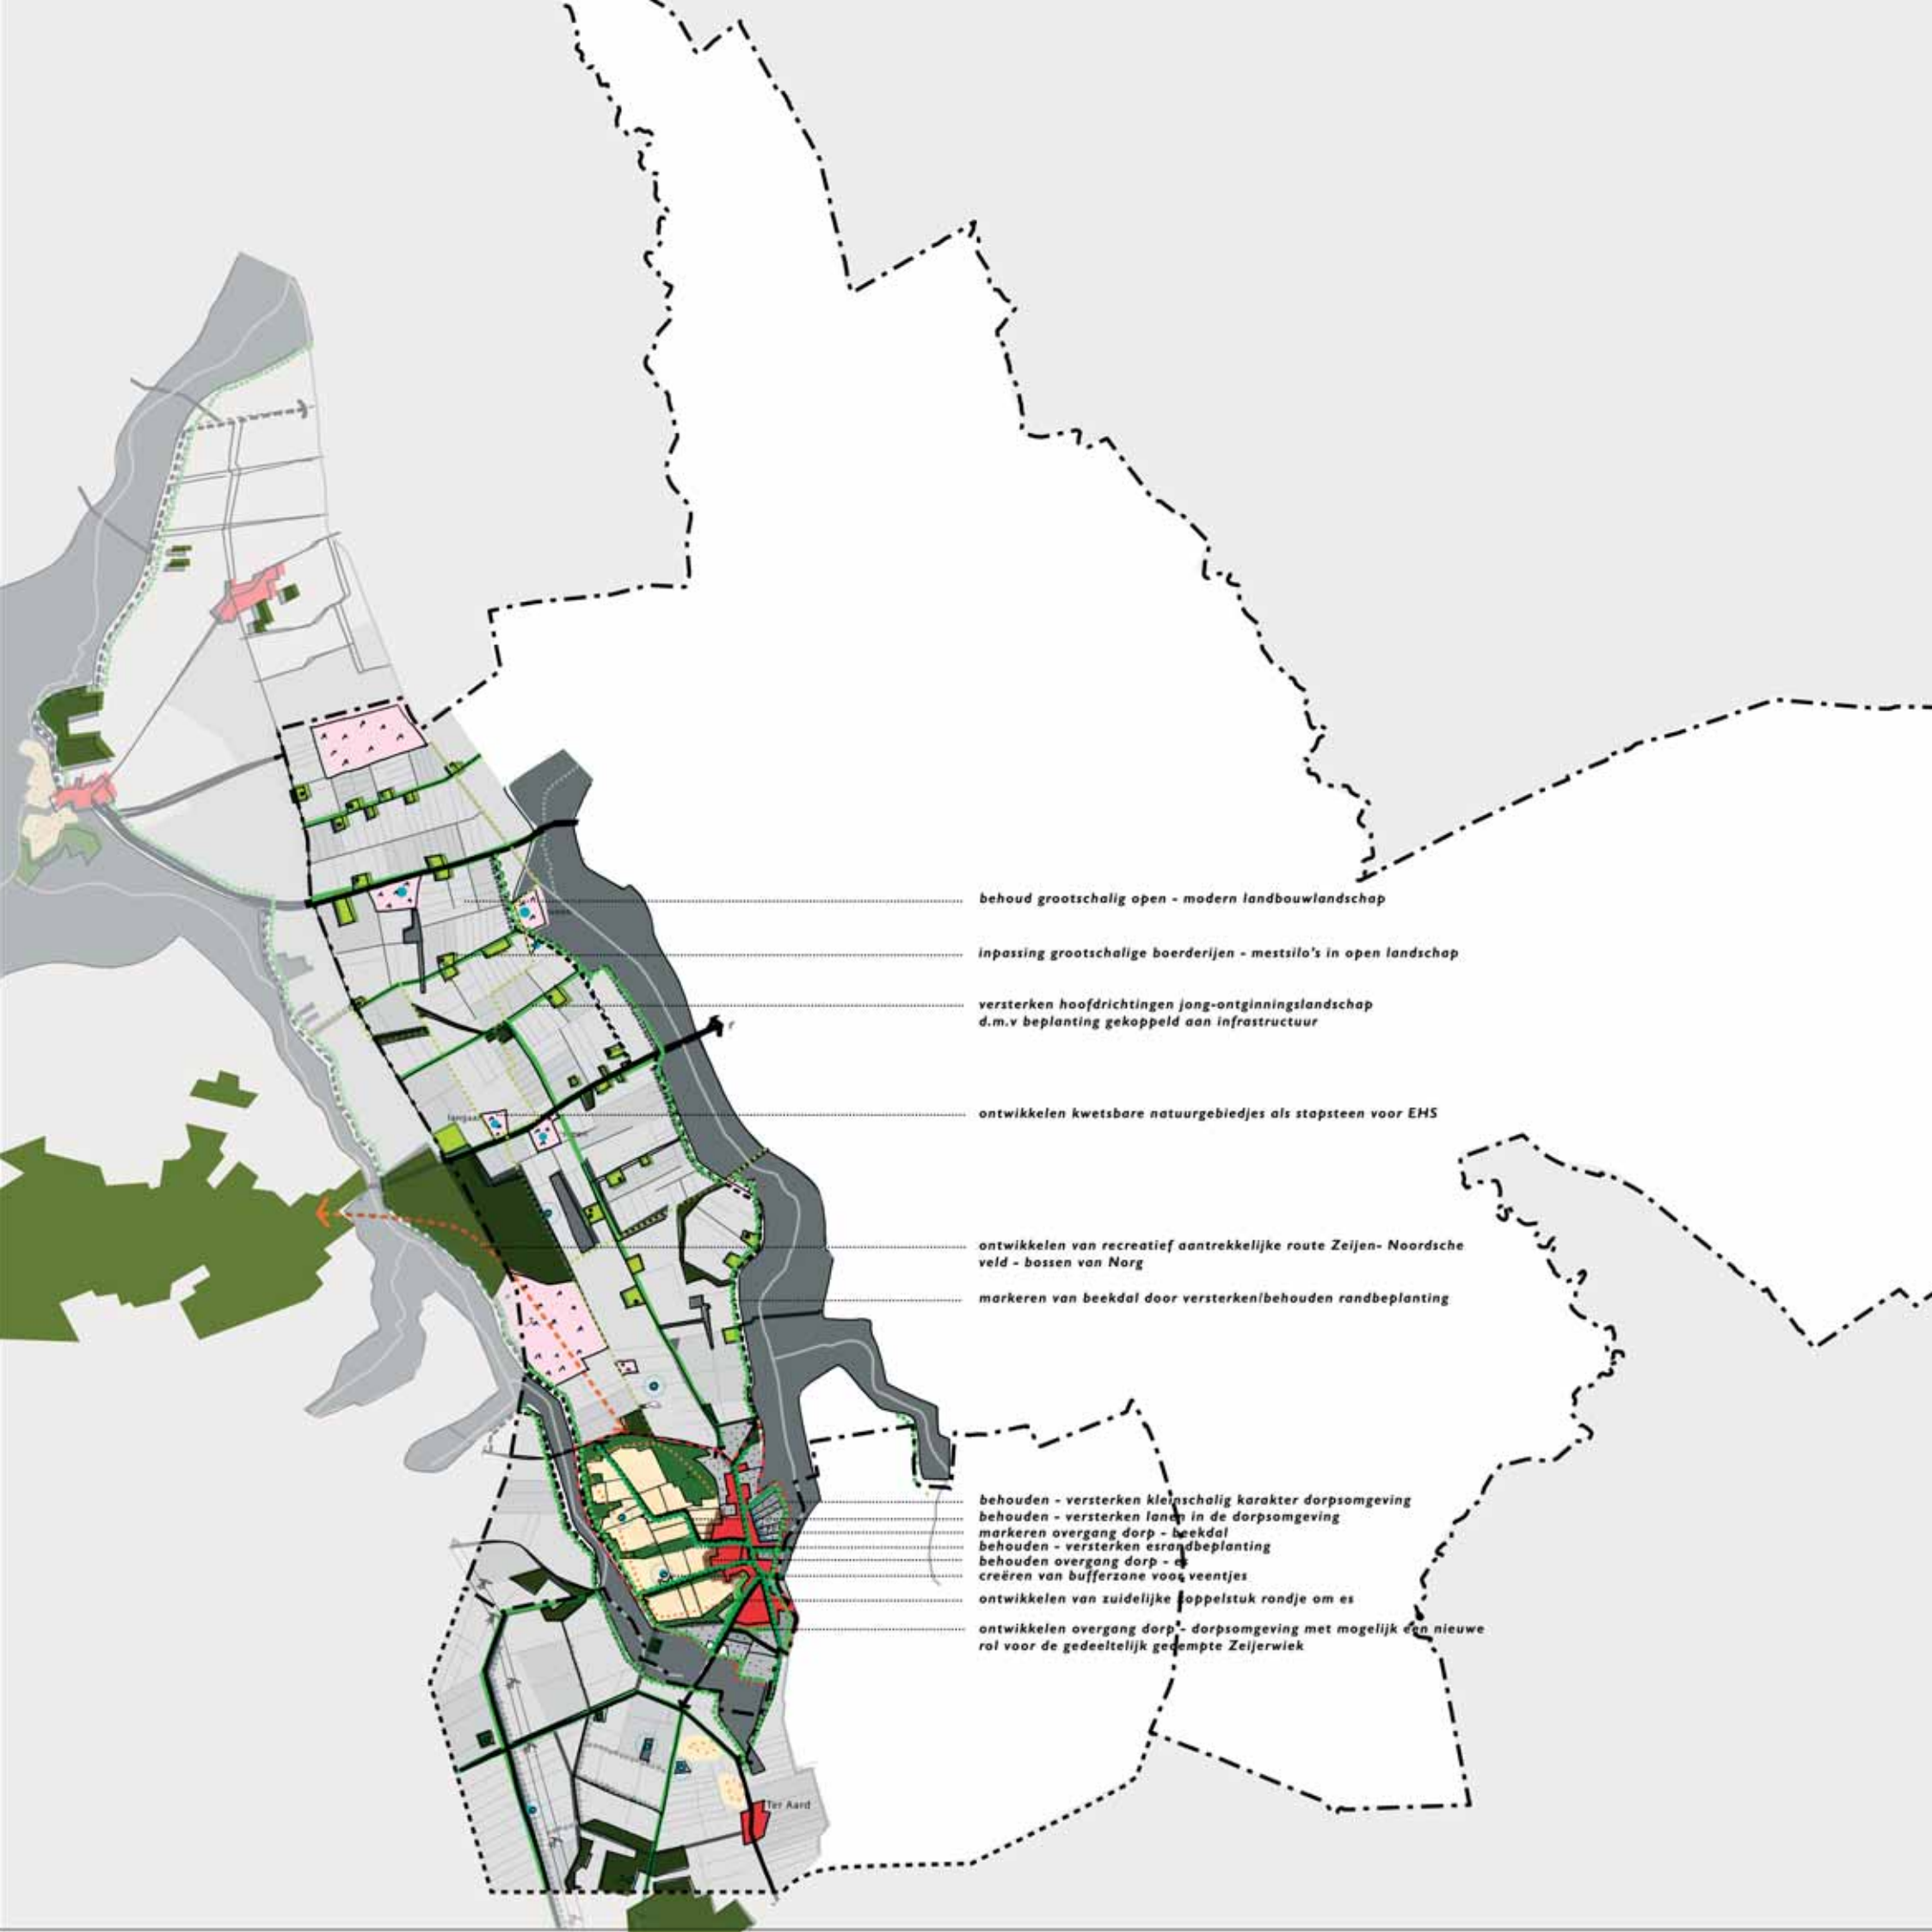 behoud grootschalig open - modern landbouwlandschap
inpassing grootschalige boerderijen - mestsilo's in open landschap
versterken hoofdrichtingen jong-ontginningslandschap
d.m.v beplanting gekoppeld aan infrastructuur
ontwikkelen kwetsbare natuurgebiedjes als stapsteen voor EHS
ontwikkelen van recreatief aantrekkelijke route Zeijen- Noordsche
veld - bossen van Norg
markeren van beekdal door versterken/behouden randbeplanting
behouden - versterken kleinschalig karakter dorpsomgeving
behouden - versterken lanen in de dorpsomgeving
markeren overgang dorp - beekdal
behouden - versterken esrandbeplanting
behouden overgang dorp - es
creëren van bufferzone voor veentjes
ontwikkelen van zuidelijke koppelstuk rondje om es
ontwikkelen overgang dorp - dorpsomgeving met mogelijk een nieuwe
rol voor de gedeeltelijk gedempte Zeijerwiek
Ter Aard